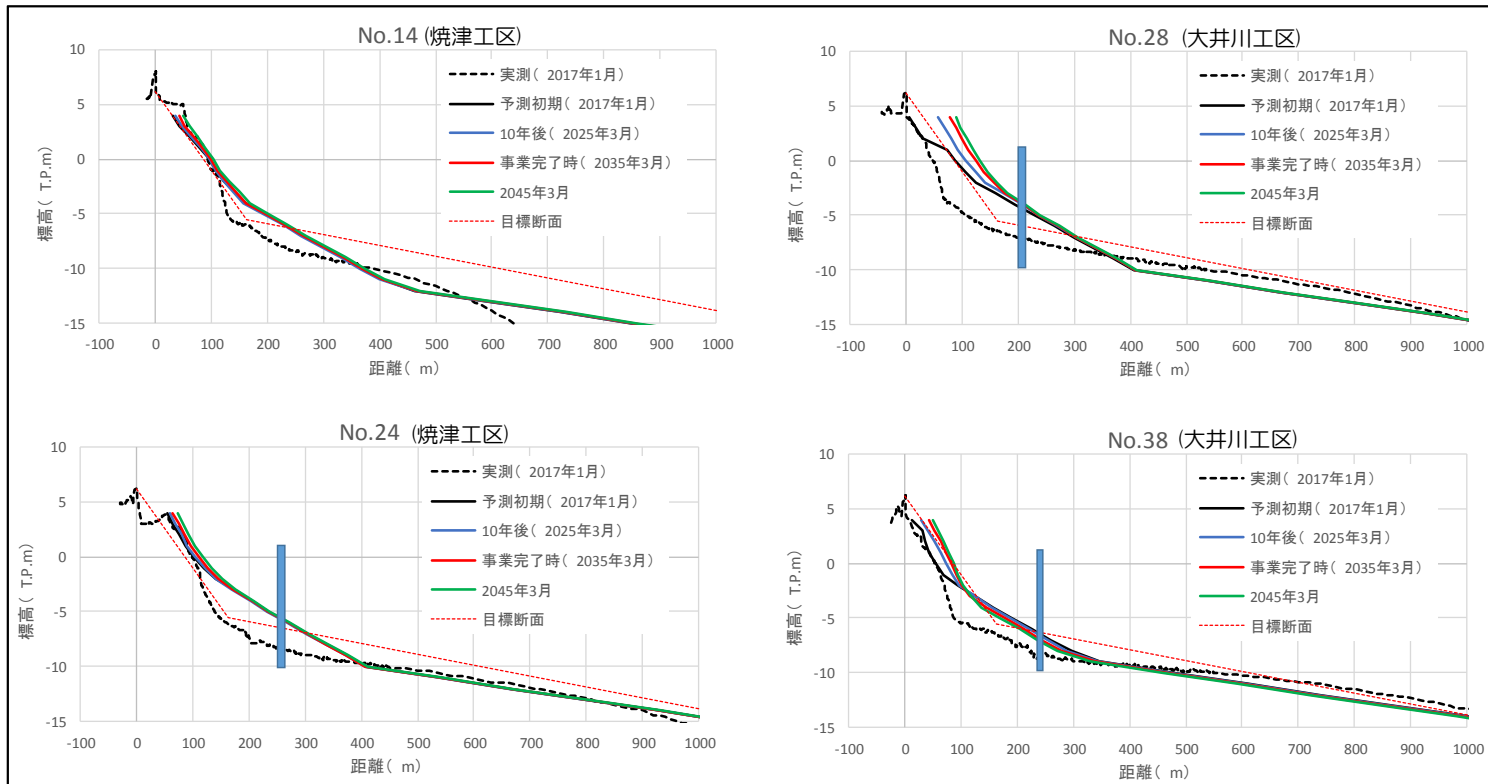 No.14 (焼津工区)
10
5
0
-5
-10
-15
標高( T.P.m)
-100 0 100 200 300 400 500 600 700 800 900 1000
距離( m)
実測( 2017年1月)
予測初期( 2017年1月)
10年後( 2025年3月)
事業完了時( 2035年3月)
2045年3月
目標断面
No.28 (大井川工区)
10
5
0
-5
-10
-15
標高( T.P.m)
-100 0 100 200 300 400 500 600 700 800 900 1000
距離( m)
実測( 2017年1月)
予測初期( 2017年1月)
10年後( 2025年3月)
事業完了時( 2035年3月)
2045年3月
目標断面
No.24 (焼津工区)
10
5
0
-5
-10
-15
標高( T.P.m)
-100 0 100 200 300 400 500 600 700 800 900 1000
距離( m)
実測( 2017年1月)
予測初期( 2017年1月)
10年後( 2025年3月)
事業完了時( 2035年3月)
2045年3月
目標断面
No.38 (大井川工区)
10
5
0
-5
-10
-15
標高( T.P.m)
-100 0 100 200 300 400 500 600 700 800 900 1000
距離( m)
実測( 2017年1月)
予測初期( 2017年1月)
10年後( 2025年3月)
事業完了時( 2035年3月)
2045年3月
目標断面